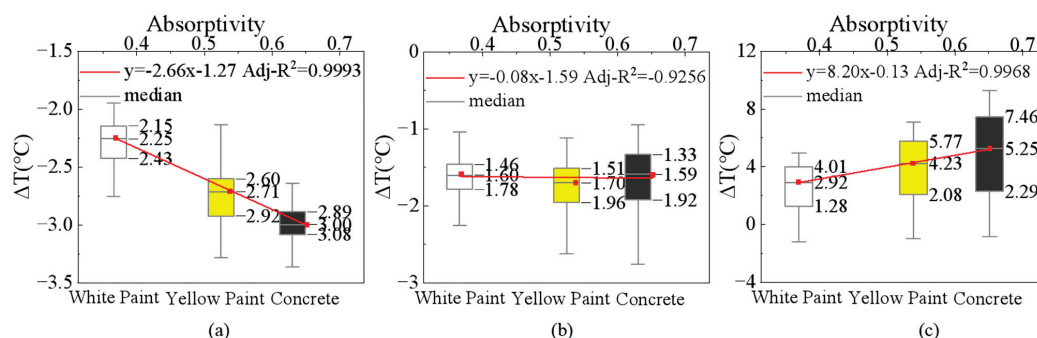 Absorptivity
0.4 0.5 0.6 0.7
y=-2.66x-1.27 Adj-R²=0.9993
median
−1.5
−2.0
−2.5
−3.0
−3.5
ΔT(°C)
−2.15
−2.25
−2.43
−2.60
−2.71
−2.92
−2.89
−3.00
−3.08
White Paint Yellow Paint Concrete
(a)
Absorptivity
0.4 0.5 0.6 0.7
y=-0.08x-1.59 Adj-R²=-0.9256
median
0
−1
−2
−3
ΔT(°C)
−1.46
−1.60
−1.78
−1.51
−1.70
−1.96
−1.33
−1.59
−1.92
White Paint Yellow Paint Concrete
(b)
Absorptivity
0.4 0.5 0.6 0.7
y=8.20x-0.13 Adj-R²=0.9968
median
12
8
4
0
−4
ΔT(°C)
4.01
2.92
1.28
5.77
4.23
2.08
7.46
5.25
2.29
White Paint Yellow Paint Concrete
(c)